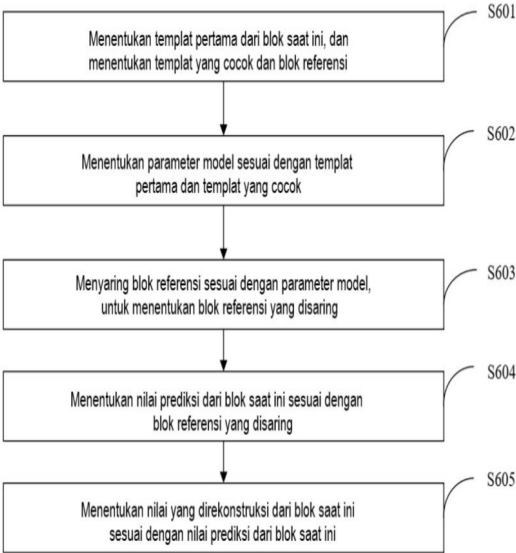 S601
Menentukan templat pertama dari blok saat ini, dan
menentukan templat yang cocok dan blok referensi
S602
Menentukan parameter model sesuai dengan templat
pertama dan templat yang cocok
S603
Menyaring blok referensi sesuai dengan parameter model,
untuk menentukan blok referensi yang disaring
S604
Menentukan nilai prediksi dari blok saat ini sesuai dengan
blok referensi yang disaring
S605
Menentukan nilai yang direkonstruksi dari blok saat ini
sesuai dengan nilai prediksi dari blok saat ini